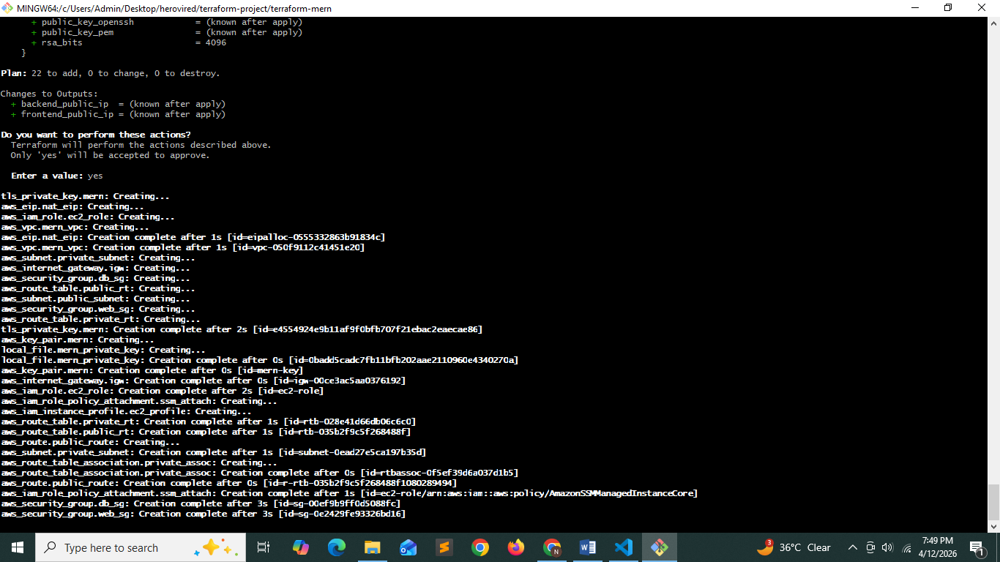 MINGW64:/c/Users/Admin/Desktop/herovired/terraform-project/terraform-mern
+ public_key_openssh = (known after apply)
+ public_key_pem = (known after apply)
+ rsa_bits = 4096
}
Plan: 22 to add, 0 to change, 0 to destroy.
Changes to Outputs:
+ backend_public_ip = (known after apply)
+ frontend_public_ip = (known after apply)
Do you want to perform these actions?
Terraform will perform the actions described above.
Only 'yes' will be accepted to approve.
Enter a value: yes
tls_private_key.mern: Creating...
aws_eip.nat_eip: Creating...
aws_iam_role.ec2_role: Creating...
aws_vpc.mern_vpc: Creating...
aws_eip.nat_eip: Creation complete after 1s [id=eipalloc-0555332863b91834c]
aws_vpc.mern_vpc: Creation complete after 1s [id=vpc-050f9112c41451e20]
aws_subnet.private_subnet: Creating...
aws_internet_gateway.igw: Creating...
aws_security_group.db_sg: Creating...
aws_route_table.public_rt: Creating...
aws_subnet.public_subnet: Creating...
aws_security_group.web_sg: Creating...
aws_route_table.private_rt: Creating...
tls_private_key.mern: Creation complete after 2s [id=e4554924e9b11af9f0bfb707f21ebac2eaecae86]
aws_key_pair.mern: Creating...
local_file.mern_private_key: Creating...
local_file.mern_private_key: Creation complete after 0s [id=0badd5cadc7fb11bfb202aae2110960e4340270a]
aws_key_pair.mern: Creation complete after 0s [id=mern-key]
aws_internet_gateway.igw: Creation complete after 0s [id=igw-00ce3ac5aa0376192]
aws_iam_role.ec2_role: Creation complete after 2s [id=ec2-role]
aws_iam_role_policy_attachment.ssm_attach: Creating...
aws_iam_instance_profile.ec2_profile: Creating...
aws_route_table.private_rt: Creation complete after 1s [id=rtb-028e41d66db06c6c0]
aws_route_table.public_rt: Creation complete after 1s [id=rtb-035b2f9c5f268488f]
aws_route.public_route: Creating...
aws_subnet.private_subnet: Creation complete after 1s [id=subnet-0ead27e5ca197b35d]
aws_route_table_association.private_assoc: Creating...
aws_route_table_association.private_assoc: Creation complete after 0s [id=rtbassoc-0f5ef39d6a037d1b5]
aws_route.public_route: Creation complete after 0s [id=r-rtb-035b2f9c5f268488f1080289494]
aws_iam_role_policy_attachment.ssm_attach: Creation complete after 1s [id=ec2-role/arn:aws:iam::aws:policy/AmazonSSMManagedInstanceCore]
aws_security_group.db_sg: Creation complete after 3s [id=sg-00ef9b9ff0d5088fc]
aws_security_group.web_sg: Creation complete after 3s [id=sg-0e2429fe93326bd16]
Type here to search
3
36°C Clear
7:49 PM
4/12/2026
1